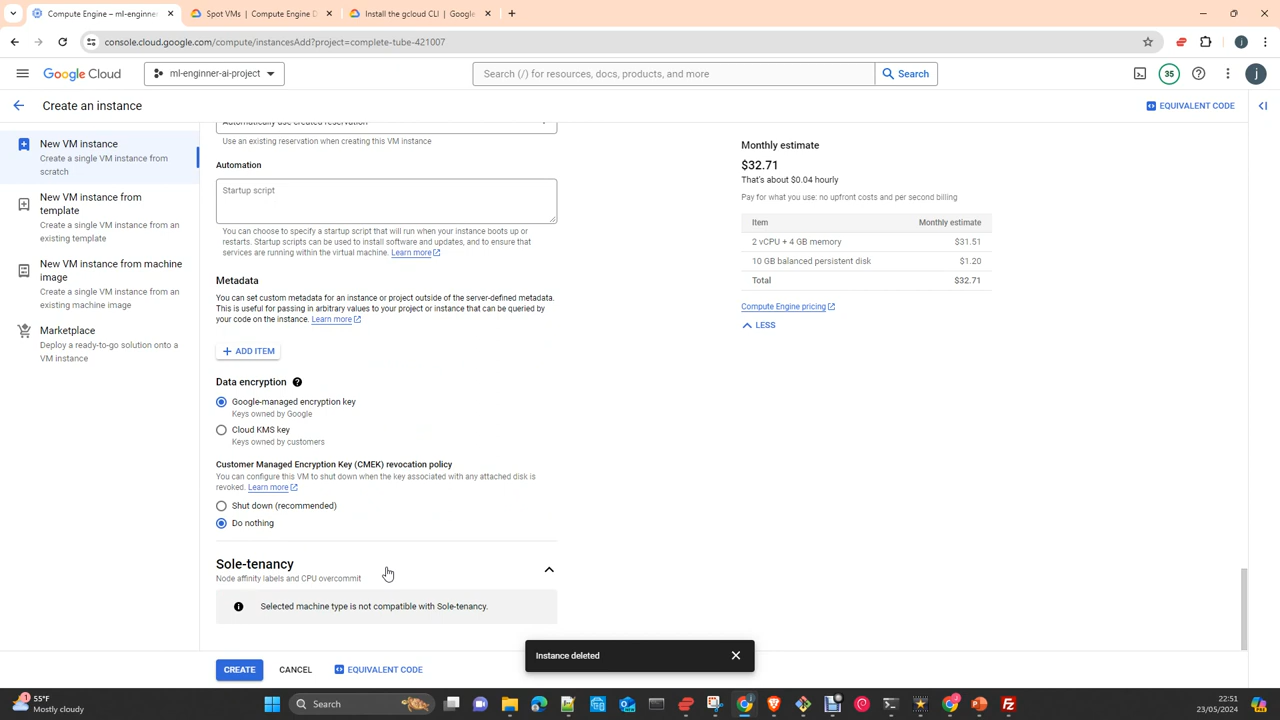 Compute Engine – ml-enginner-
Spot VMs | Compute Engine D
Install the gcloud CLI | Google
console.cloud.google.com/compute/instancesAdd?project=complete-tube-421007
j
Google Cloud
ml-enginner-ai-project
Search (/) for resources, docs, products, and more
Search
35
j
Create an instance
EQUIVALENT CODE
New VM instance
Create a single VM instance from
scratch
New VM instance from
template
Create a single VM instance from an
existing template
New VM instance from machine
image
Create a single VM instance from an
existing machine image
Marketplace
Deploy a ready-to-go solution onto a
VM instance
Automatically use created reservation
Use an existing reservation when creating this VM instance
Automation
Startup script
You can choose to specify a startup script that will run when your instance boots up or
restarts. Startup scripts can be used to install software and updates, and to ensure that
services are running within the virtual machine. Learn more
Metadata
You can set custom metadata for an instance or project outside of the server-defined metadata.
This is useful for passing in arbitrary values to your project or instance that can be queried by
your code on the instance. Learn more
ADD ITEM
Data encryption
Google-managed encryption key
Keys owned by Google
Cloud KMS key
Keys owned by customers
Customer Managed Encryption Key (CMEK) revocation policy
You can configure this VM to shut down when the key associated with any attached disk is
revoked. Learn more
Shut down (recommended)
Do nothing
Sole-tenancy
Node affinity labels and CPU overcommit
Selected machine type is not compatible with Sole-tenancy.
Monthly estimate
$32.71
That's about $0.04 hourly
Pay for what you use: no upfront costs and per second billing
Item Monthly estimate
2 vCPU + 4 GB memory $31.51
10 GB balanced persistent disk $1.20
Total $32.71
Compute Engine pricing
LESS
Instance deleted
CREATE
CANCEL
EQUIVALENT CODE
55°F
Mostly cloudy
Search
22:51
23/05/2024